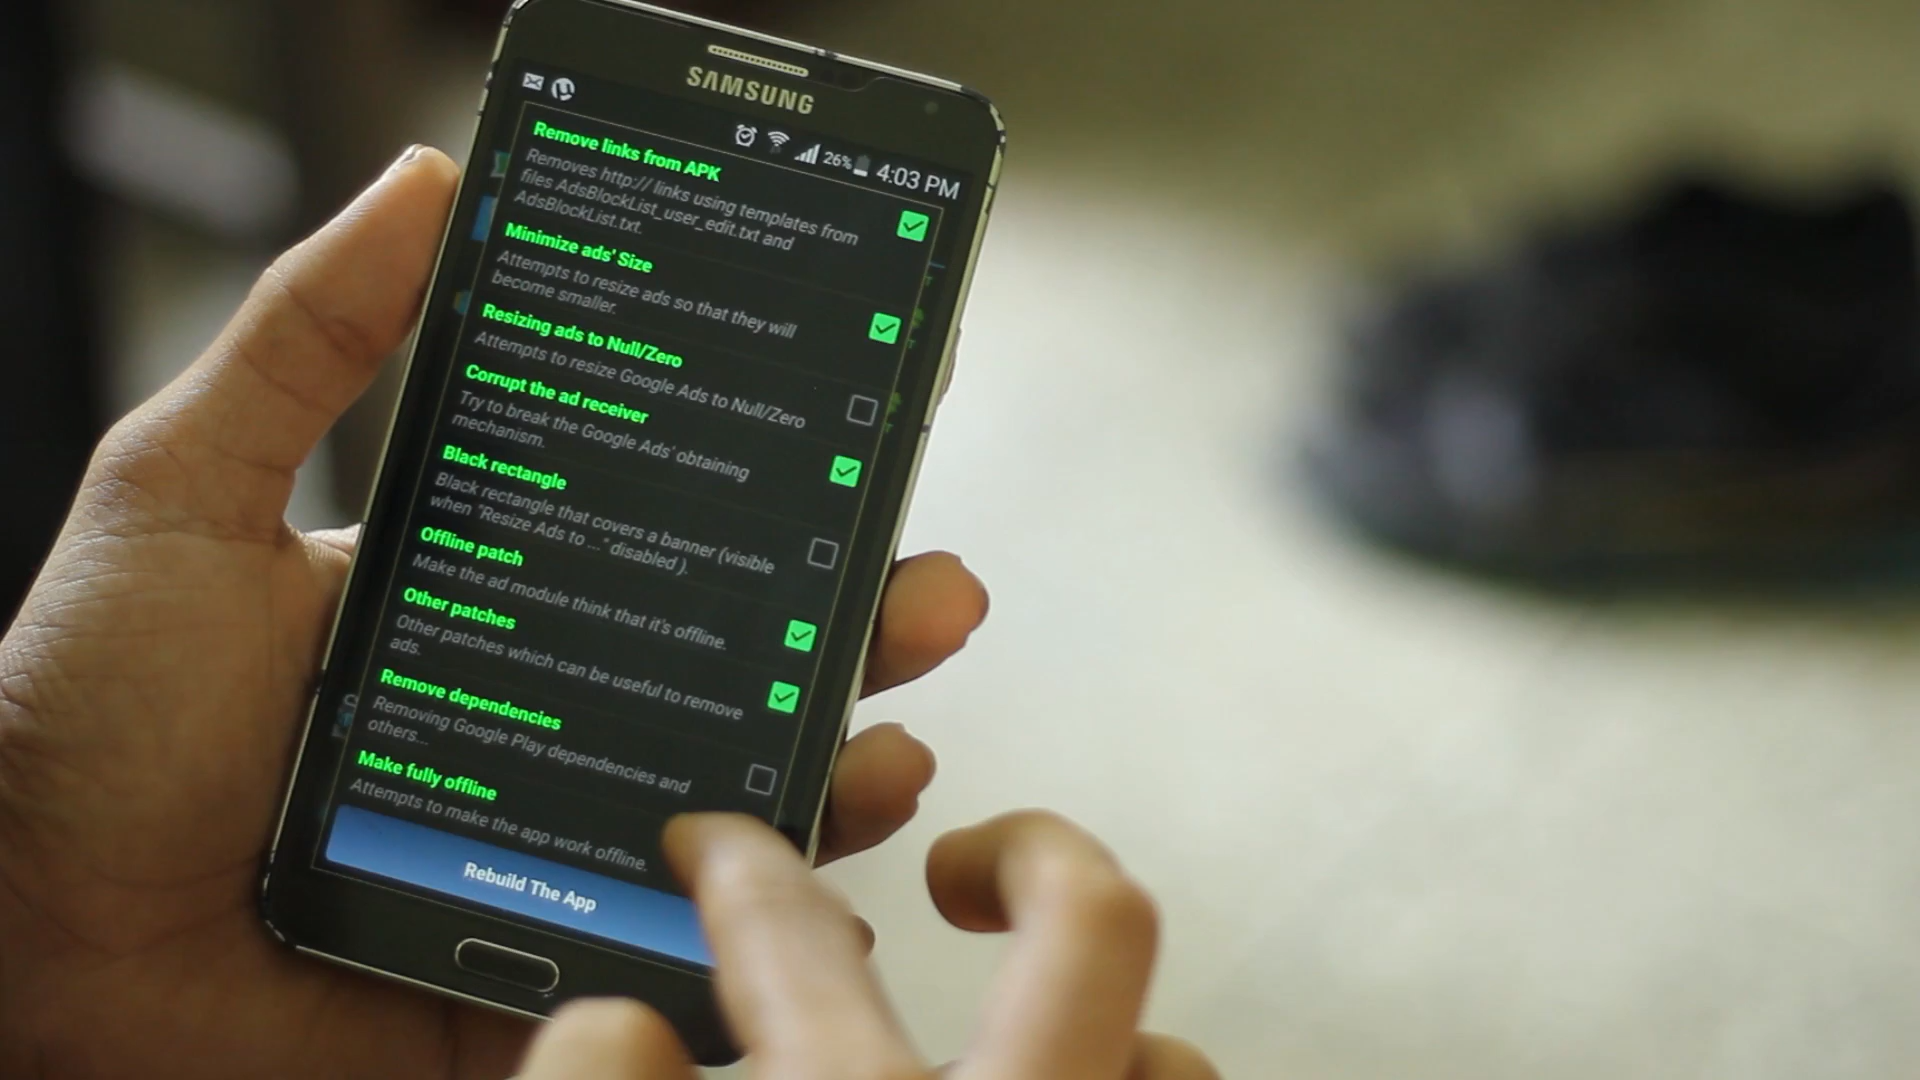 SAMSUNG
26% 4:03 PM
Remove links from APK
Removes http:// links using templates from
files AdsBlockList_user_edit.txt and
AdsBlockList.txt.
Minimize ads' Size
Attempts to resize ads so that they will
become smaller.
Resizing ads to Null/Zero
Attempts to resize Google Ads to Null/Zero
Corrupt the ad receiver
Try to break the Google Ads' obtaining
mechanism.
Black rectangle
Black rectangle that covers a banner (visible
when "Resize Ads to ..." disabled ).
Offline patch
Make the ad module think that it's offline.
Other patches
Other patches which can be useful to remove
ads.
Remove dependencies
Removing Google Play dependencies and
others...
Make fully offline
Attempts to make the app work offline.
Rebuild The App